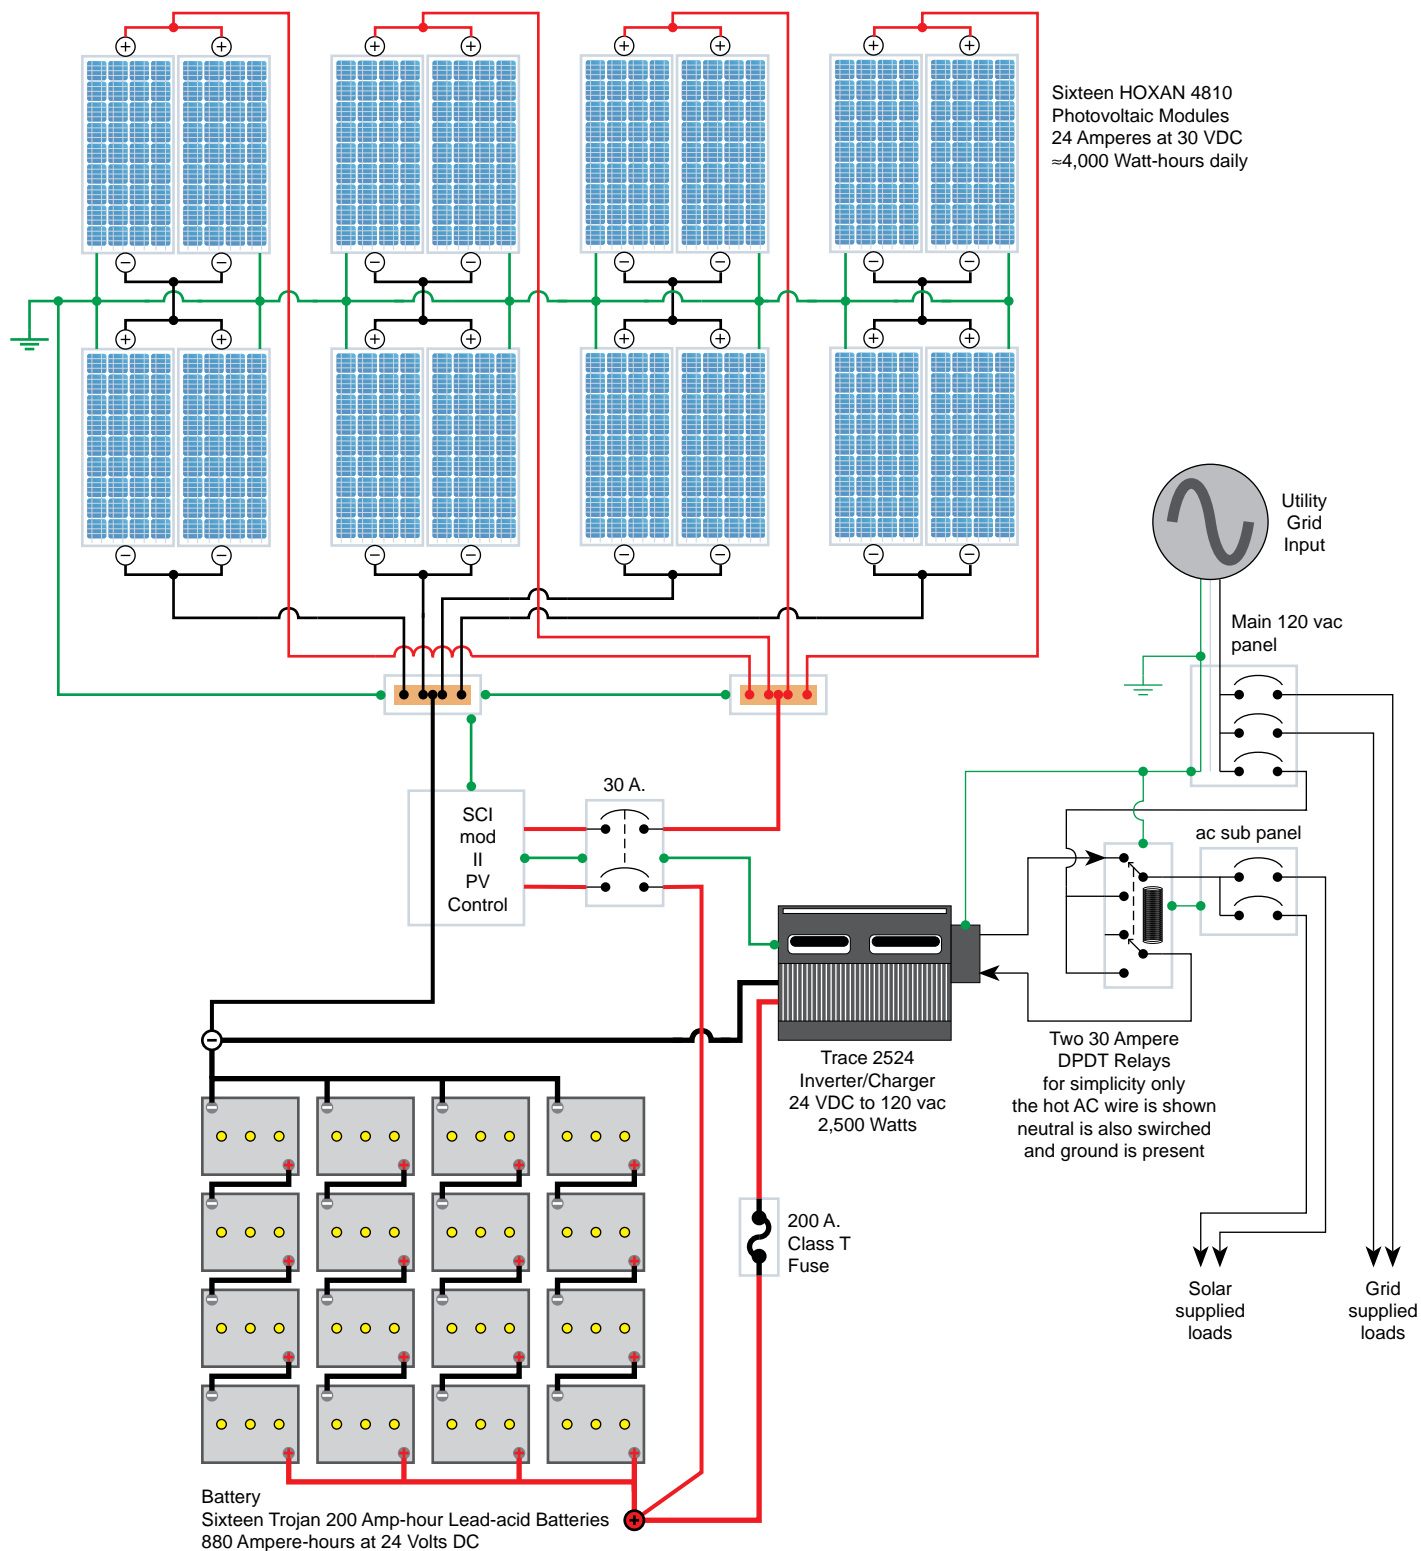 Sixteen HOXAN 4810
Photovoltaic Modules
24 Amperes at 30 VDC
≈4,000 Watt-hours daily
Utility
Grid
Input
Main 120 vac
panel
30 A.
SCI
mod
II
PV
Control
ac sub panel
Trace 2524
Inverter/Charger
24 VDC to 120 vac
2,500 Watts
Two 30 Ampere
DPDT Relays
for simplicity only
the hot AC wire is shown
neutral is also swirched
and ground is present
200 A.
Class T
Fuse
Solar
supplied
loads
Grid
supplied
loads
Battery
Sixteen Trojan 200 Amp-hour Lead-acid Batteries
880 Ampere-hours at 24 Volts DC